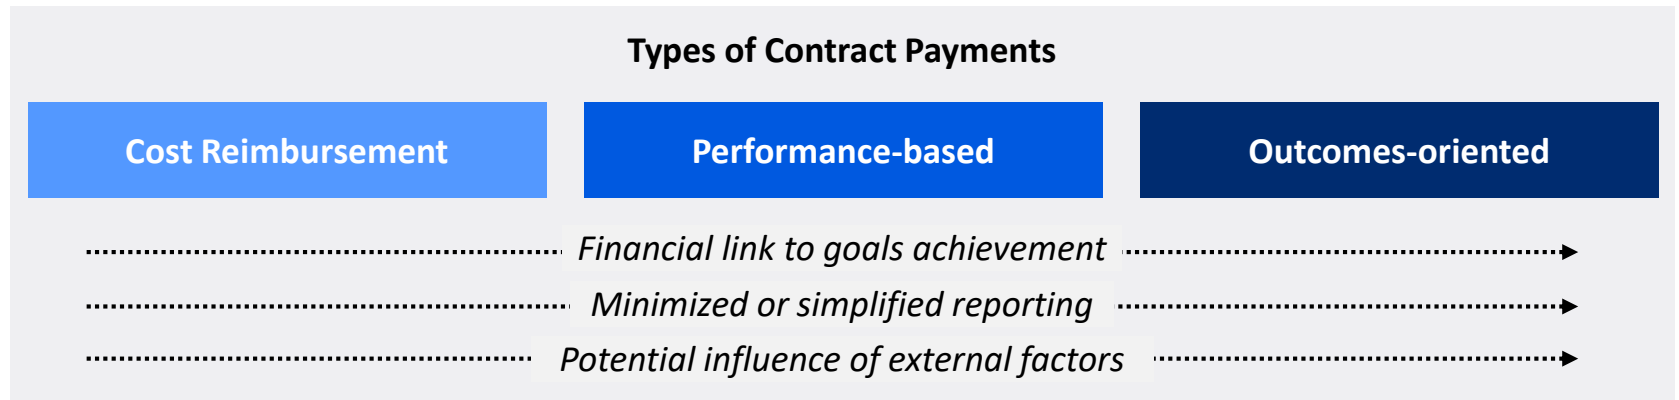 Types of Contract Payments
Cost Reimbursement
Performance-based
Outcomes-oriented
Financial link to goals achievement
Minimized or simplified reporting
Potential influence of external factors